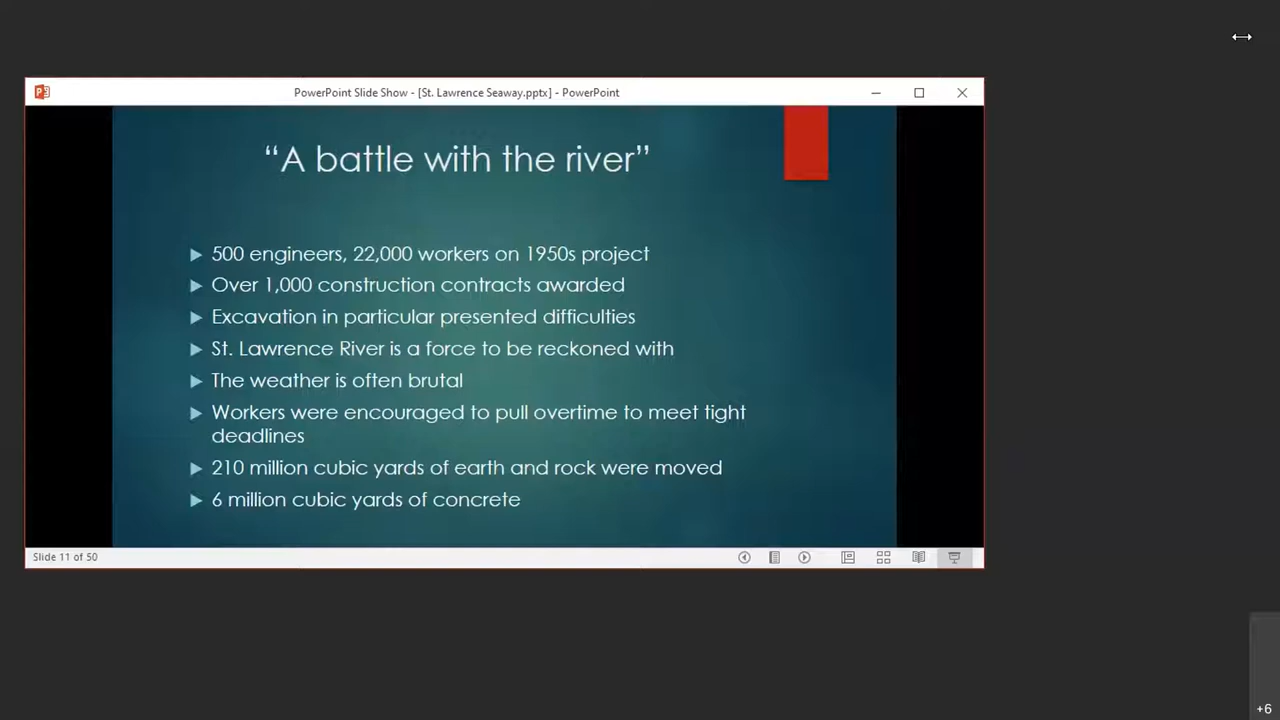 PowerPoint Slide Show - [St. Lawrence Seaway.pptx] - PowerPoint
“A battle with the river”
500 engineers, 22,000 workers on 1950s project
Over 1,000 construction contracts awarded
Excavation in particular presented difficulties
St. Lawrence River is a force to be reckoned with
The weather is often brutal
Workers were encouraged to pull overtime to meet tight
deadlines
210 million cubic yards of earth and rock were moved
6 million cubic yards of concrete
Slide 11 of 50
+6